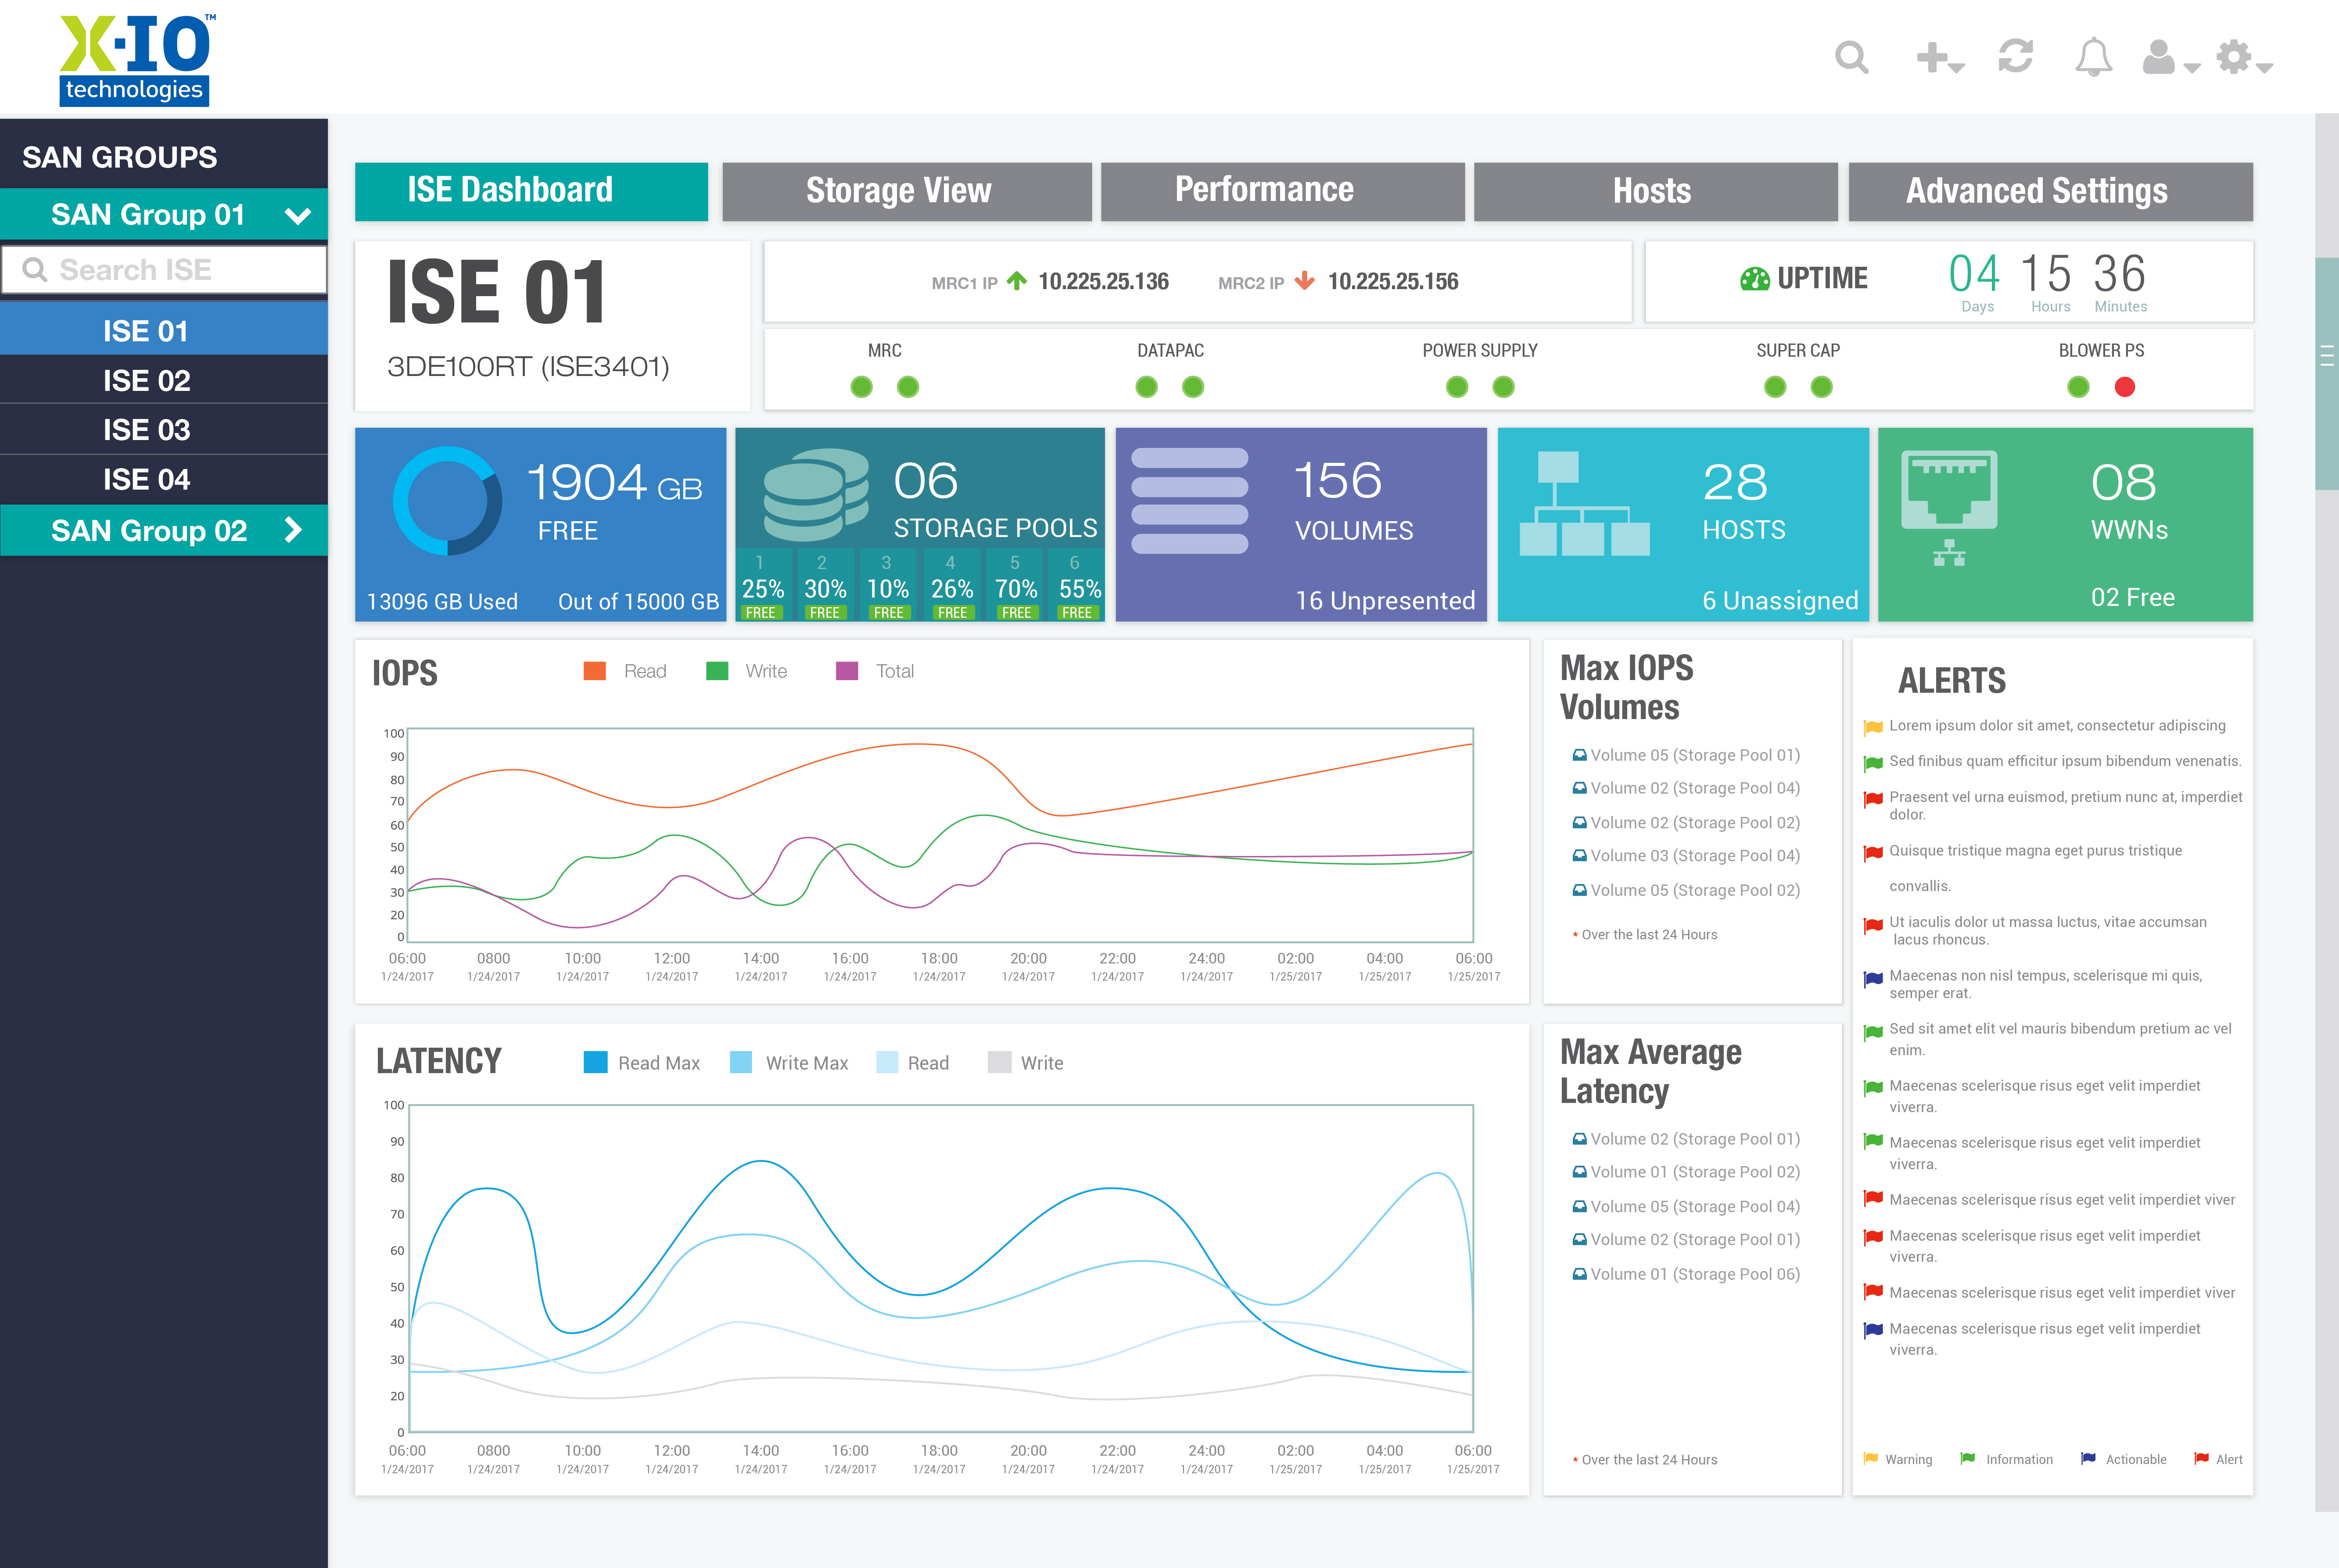 X-IO™
technologies
SAN GROUPS
SAN Group 01
Search ISE
ISE 01
ISE 02
ISE 03
ISE 04
SAN Group 02
ISE Dashboard
Storage View
Performance
Hosts
Advanced Settings
ISE 01
3DE100RT (ISE3401)
MRC1 IP 10.225.25.136 MRC2 IP 10.225.25.156
UPTIME
04 15 36
Days Hours Minutes
MRC DATAPAC POWER SUPPLY SUPER CAP BLOWER PS
1904 GB
FREE
13096 GB Used Out of 15000 GB
06
STORAGE POOLS
1 2 3 4 5 6
25% 30% 10% 26% 70% 55%
FREE FREE FREE FREE FREE FREE
156
VOLUMES
16 Unpresented
28
HOSTS
6 Unassigned
08
WWNs
02 Free
IOPS Read Write Total
100
90
80
70
60
50
40
30
20
0
06:00 0800 10:00 12:00 14:00 16:00 18:00 20:00 22:00 24:00 02:00 04:00 06:00
1/24/2017 1/24/2017 1/24/2017 1/24/2017 1/24/2017 1/24/2017 1/24/2017 1/24/2017 1/24/2017 1/24/2017 1/25/2017 1/25/2017 1/25/2017
Max IOPS
Volumes
Volume 05 (Storage Pool 01)
Volume 02 (Storage Pool 04)
Volume 02 (Storage Pool 02)
Volume 03 (Storage Pool 04)
Volume 05 (Storage Pool 02)
* Over the last 24 Hours
LATENCY Read Max Write Max Read Write
100
90
80
70
60
50
40
30
20
0
06:00 0800 10:00 12:00 14:00 16:00 18:00 20:00 22:00 24:00 02:00 04:00 06:00
1/24/2017 1/24/2017 1/24/2017 1/24/2017 1/24/2017 1/24/2017 1/24/2017 1/24/2017 1/24/2017 1/24/2017 1/25/2017 1/25/2017 1/25/2017
Max Average
Latency
Volume 02 (Storage Pool 01)
Volume 01 (Storage Pool 02)
Volume 05 (Storage Pool 04)
Volume 02 (Storage Pool 01)
Volume 01 (Storage Pool 06)
* Over the last 24 Hours
ALERTS
Lorem ipsum dolor sit amet, consectetur adipiscing
Sed finibus quam efficitur ipsum bibendum venenatis.
Praesent vel urna euismod, pretium nunc at, imperdiet
dolor.
Quisque tristique magna eget purus tristique
convallis.
Ut iaculis dolor ut massa luctus, vitae accumsan
lacus rhoncus.
Maecenas non nisl tempus, scelerisque mi quis,
semper erat.
Sed sit amet elit vel mauris bibendum pretium ac vel
enim.
Maecenas scelerisque risus eget velit imperdiet
viverra.
Maecenas scelerisque risus eget velit imperdiet
viverra.
Maecenas scelerisque risus eget velit imperdiet viver
Maecenas scelerisque risus eget velit imperdiet
viverra.
Maecenas scelerisque risus eget velit imperdiet viver
Maecenas scelerisque risus eget velit imperdiet
viverra.
Warning Information Actionable Alert